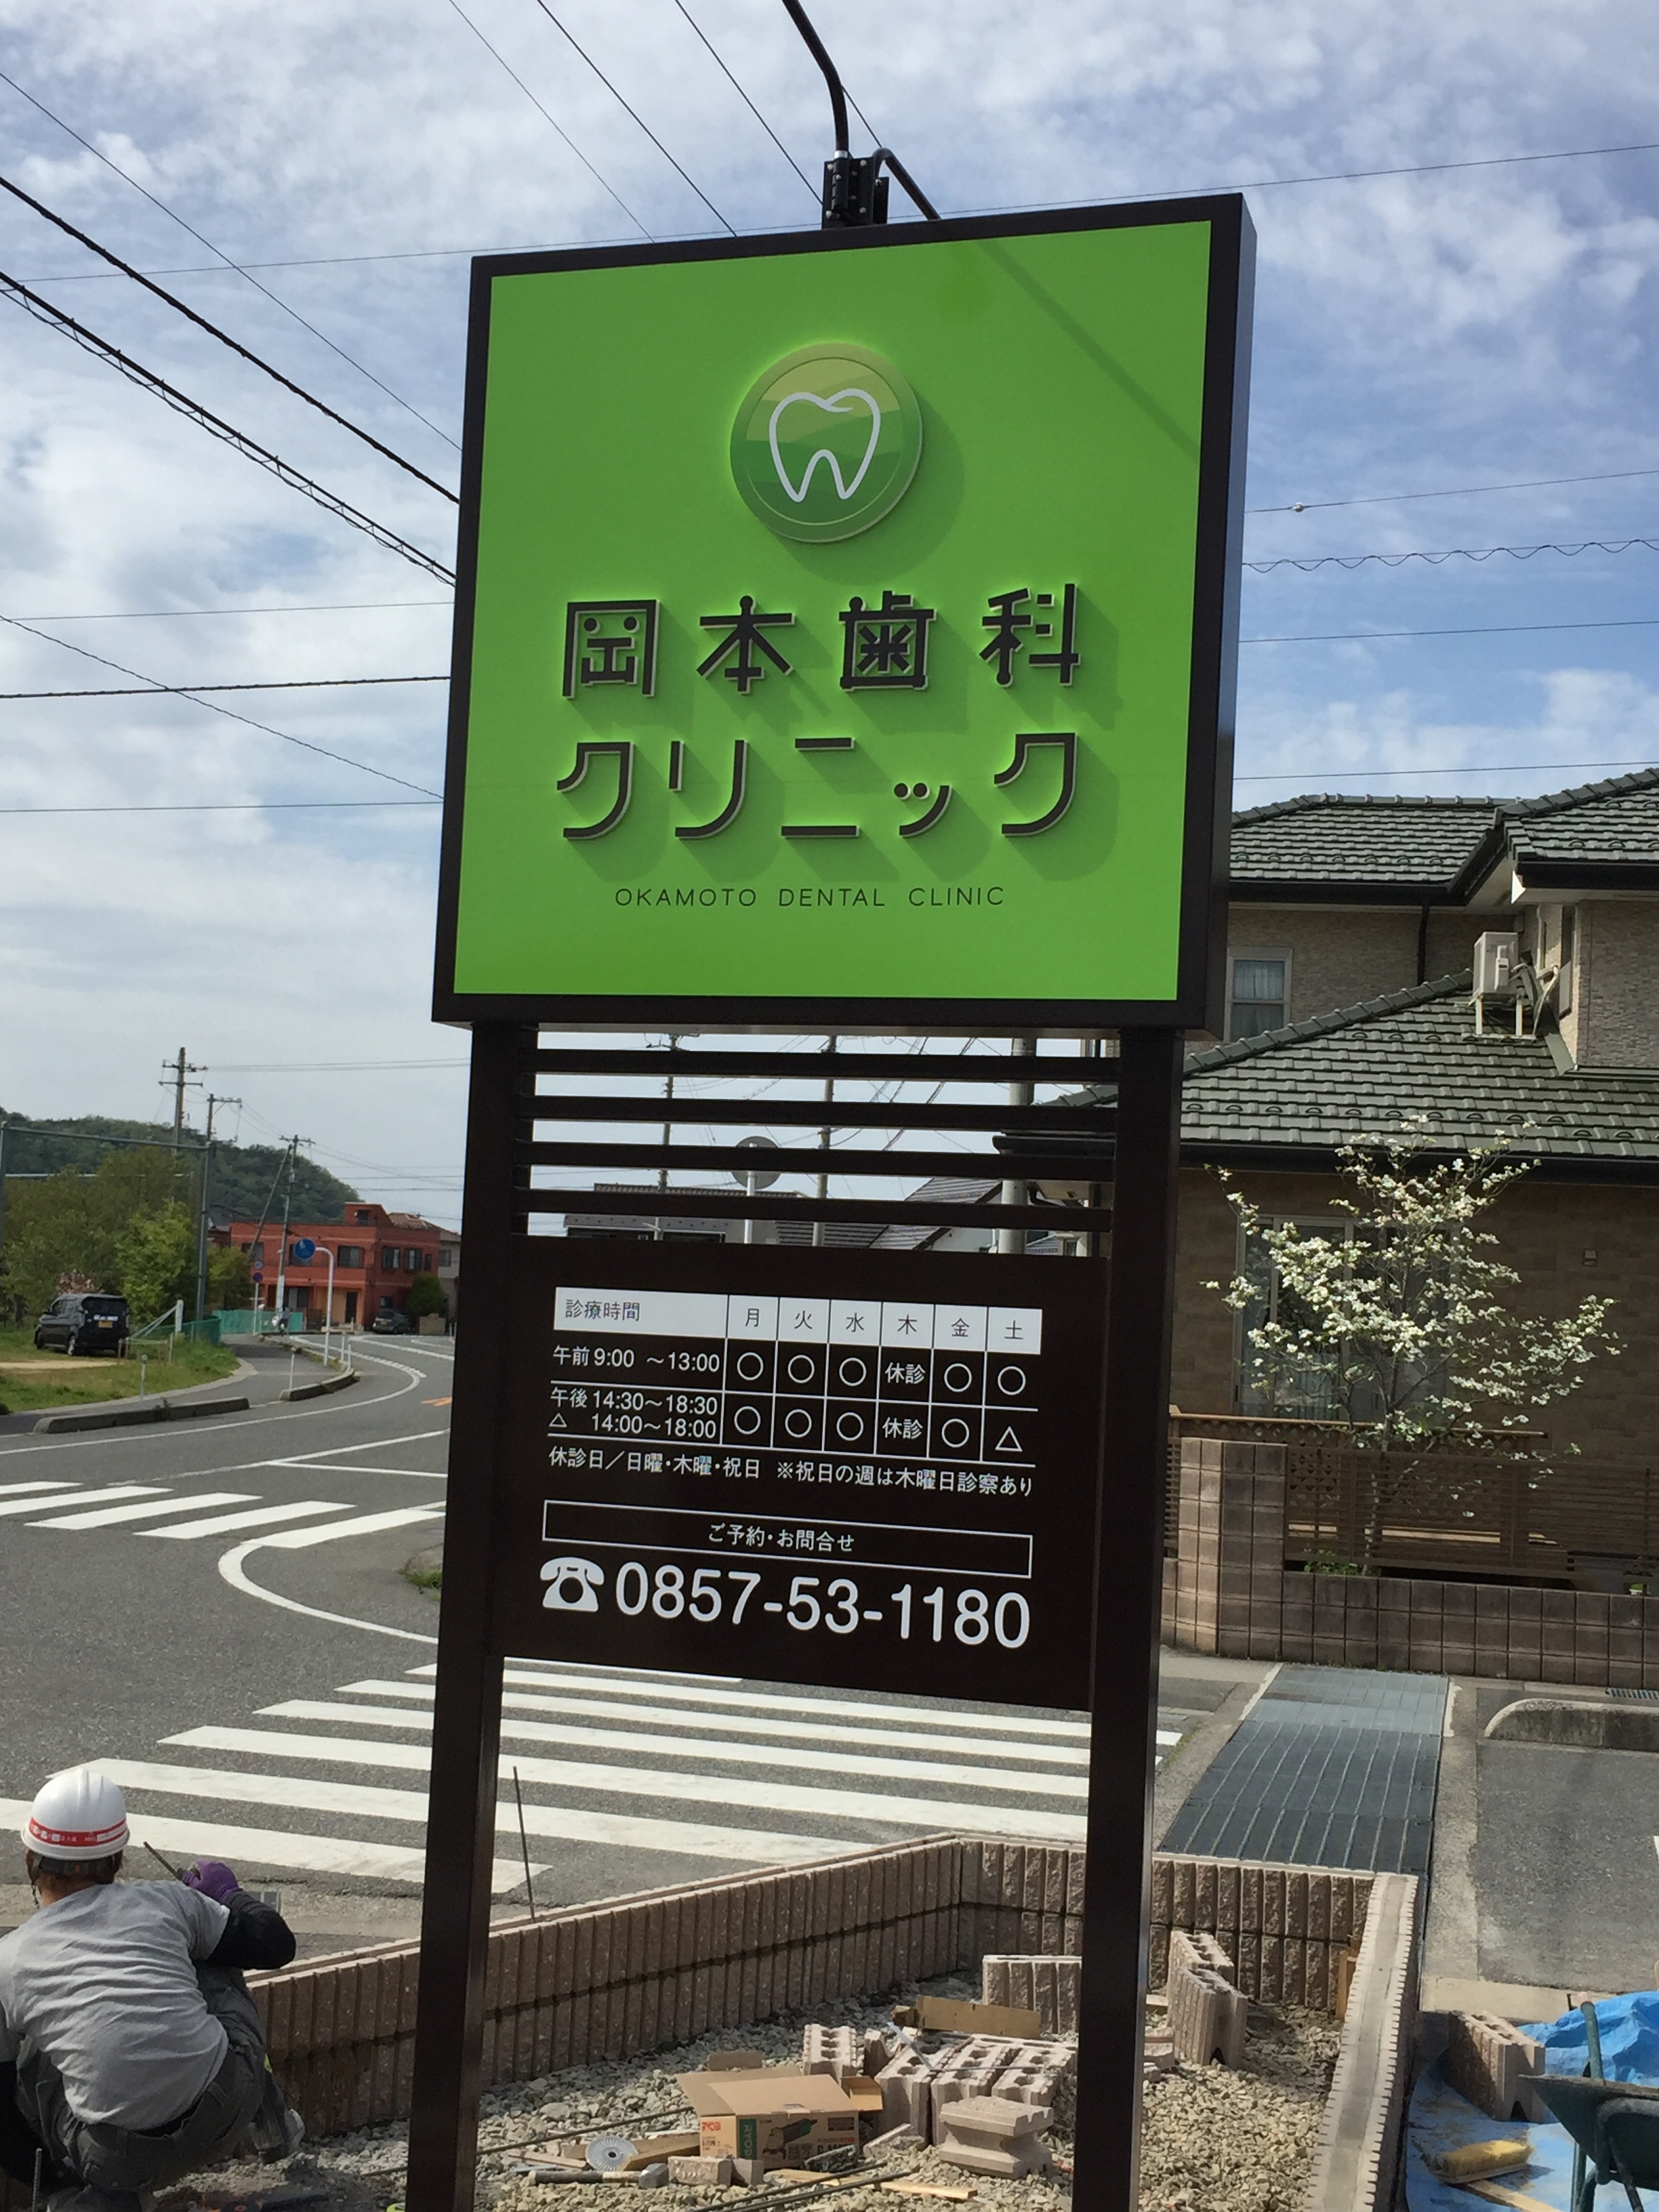 岡本歯科
クリニック
OKAMOTO DENTAL CLINIC
診療時間 月 火 水 木 金 土
午前 9:00 ～13:00 ○ ○ ○ 休診 ○ ○
午後 14:30～18:30 ○ ○ ○ 休診 ○ △
△ 14:00～18:00
休診日／日曜・木曜・祝日 ※祝日の週は木曜日診察あり
ご予約・お問合せ
0857-53-1180
RYOBI